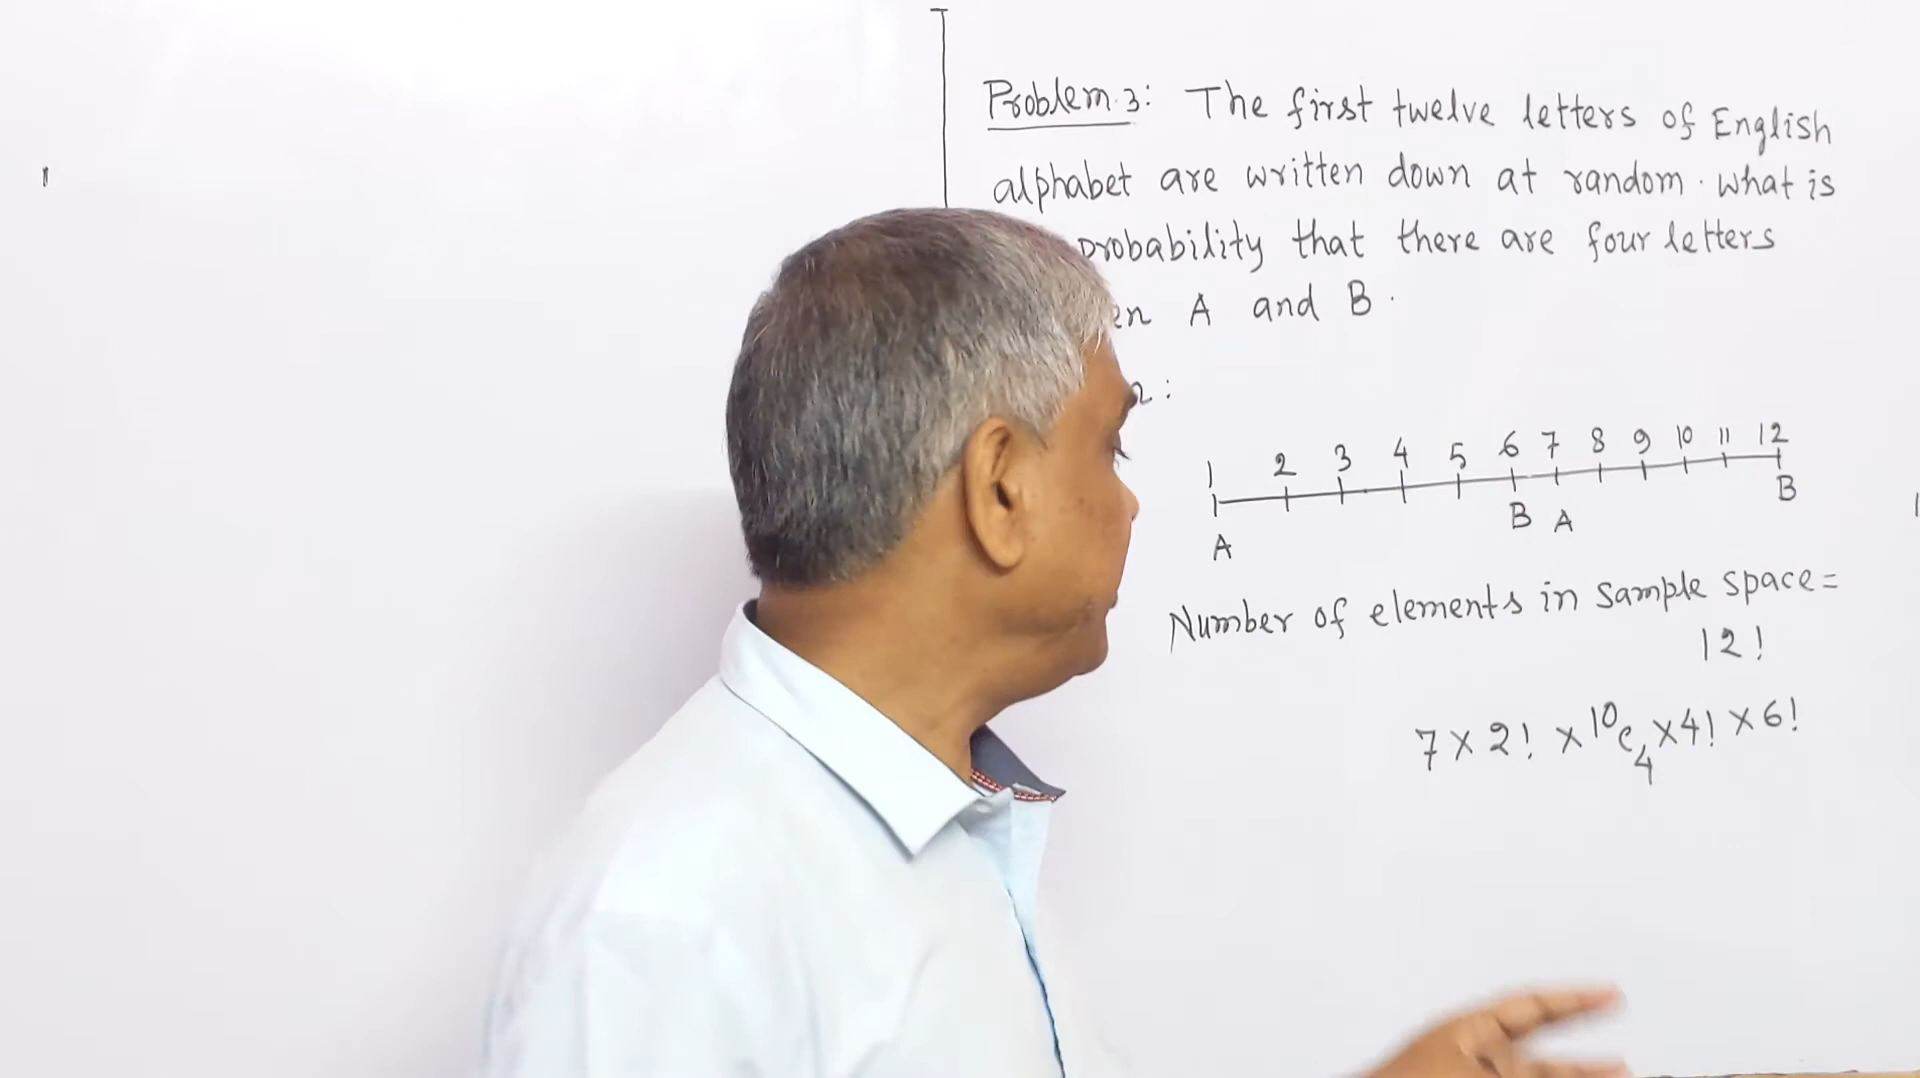 Problem 3: The first twelve letters of English
alphabet are written down at random. what is
probability that there are four letters
A and B.
1 2 3 4 5 6 7 8 9 10 11 12
A B A B
Number of elements in sample space =
12!
7 × 2! × ¹⁰c₄ × 4! × 6!